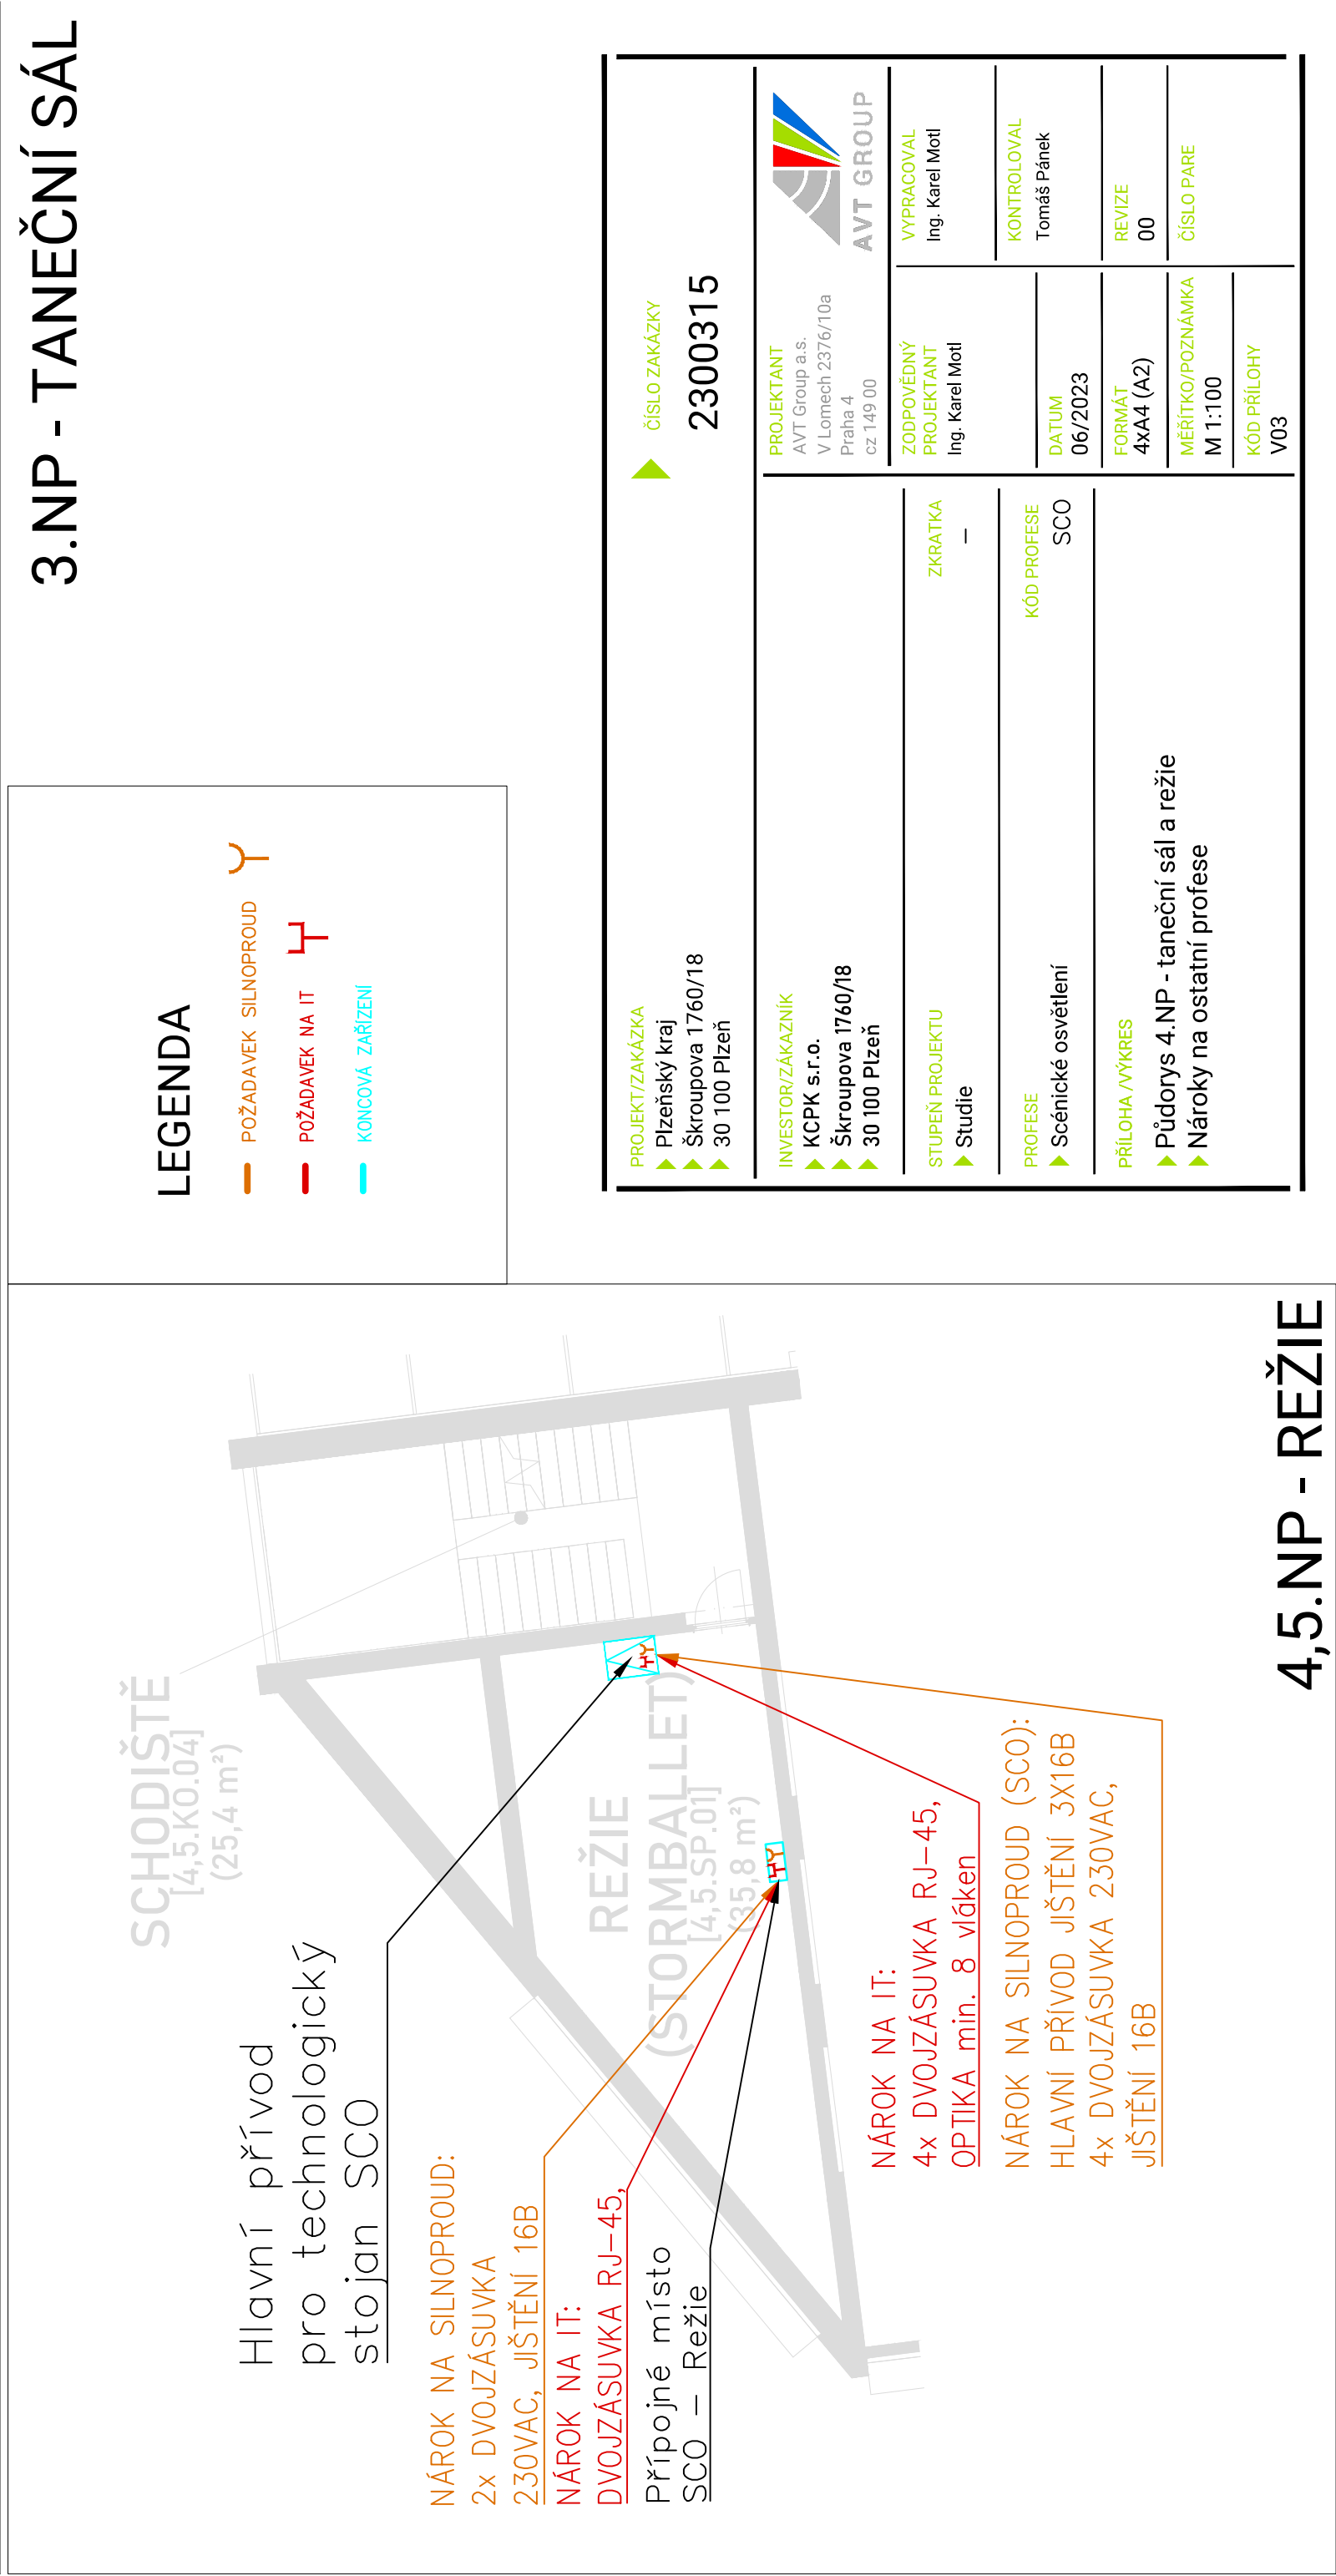 3.NP - TANEČNÍ SÁL
LEGENDA
POŽADAVEK SILNOPROUD
POŽADAVEK NA IT
KONCOVÁ ZAŘÍZENÍ
SCHODIŠTĚ
[4,5.KO.04]
(25,4 m²)
Hlavní přívod
pro technologický
stojan SCO
NÁROK NA SILNOPROUD:
2x DVOJZÁSUVKA
230VAC, JIŠTĚNÍ 16B
NÁROK NA IT:
DVOJZÁSUVKA RJ-45,
Přípojné místo
SCO – Režie
REŽIE
(STORMBALLET)
[4,5.SP.01]
(35,8 m²)
NÁROK NA IT:
4x DVOJZÁSUVKA RJ-45,
OPTIKA min. 8 vláken
NÁROK NA SILNOPROUD (SCO):
HLAVNÍ PŘÍVOD JIŠTĚNÍ 3X16B
4x DVOJZÁSUVKA 230VAC,
JIŠTĚNÍ 16B
4,5.NP - REŽIE
PROJEKT/ZAKÁZKA
Plzeňský kraj
Škroupova 1760/18
30 100 Plzeň
ČÍSLO ZAKÁZKY
2300315
INVESTOR/ZÁKAZNÍK
KCPK s.r.o.
Škroupova 1760/18
30 100 Plzeň
PROJEKTANT
AVT Group a.s.
V Lomech 2376/10a
Praha 4
cz 149 00
AVT GROUP
STUPEŇ PROJEKTU
Studie
ZKRATKA
–
PROFESE
Scénické osvětlení
KÓD PROFESE
SCO
PŘÍLOHA /VÝKRES
Půdorys 4.NP - taneční sál a režie
Nároky na ostatní profese
ZODPOVĚDNÝ
PROJEKTANT
Ing. Karel Motl
VYPRACOVAL
Ing. Karel Motl
KONTROLOVAL
Tomáš Pánek
DATUM
06/2023
FORMÁT
4xA4 (A2)
REVIZE
00
MĚŘÍTKO/POZNÁMKA
M 1:100
ČÍSLO PARE
KÓD PŘÍLOHY
V03